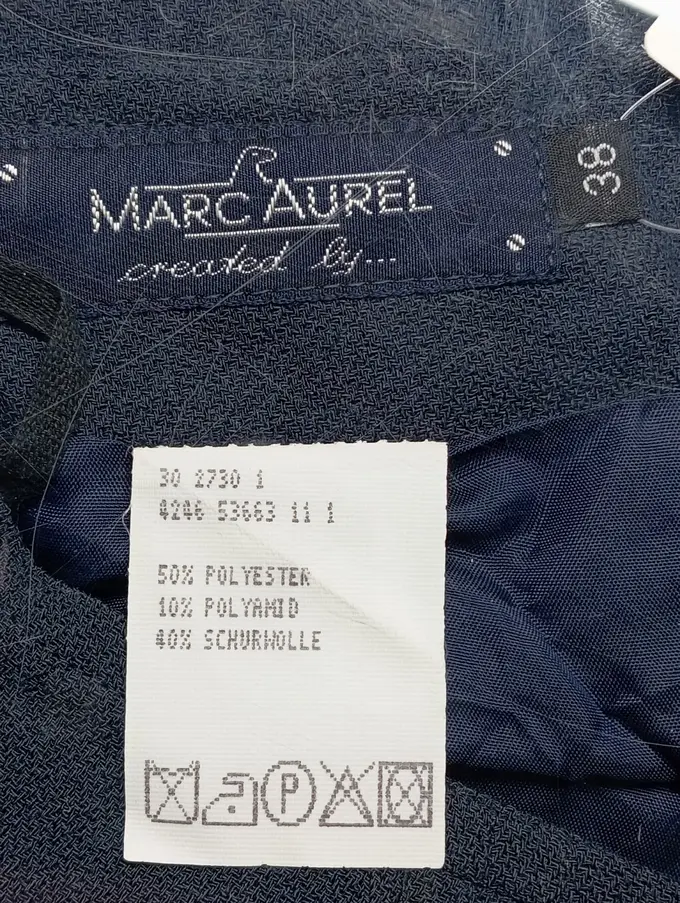 MARC AUREL
created by...
38
30 2730 1
4246 53663 11 1
50% POLYESTER
10% POLYAMID
40% SCHURWOLLE
P